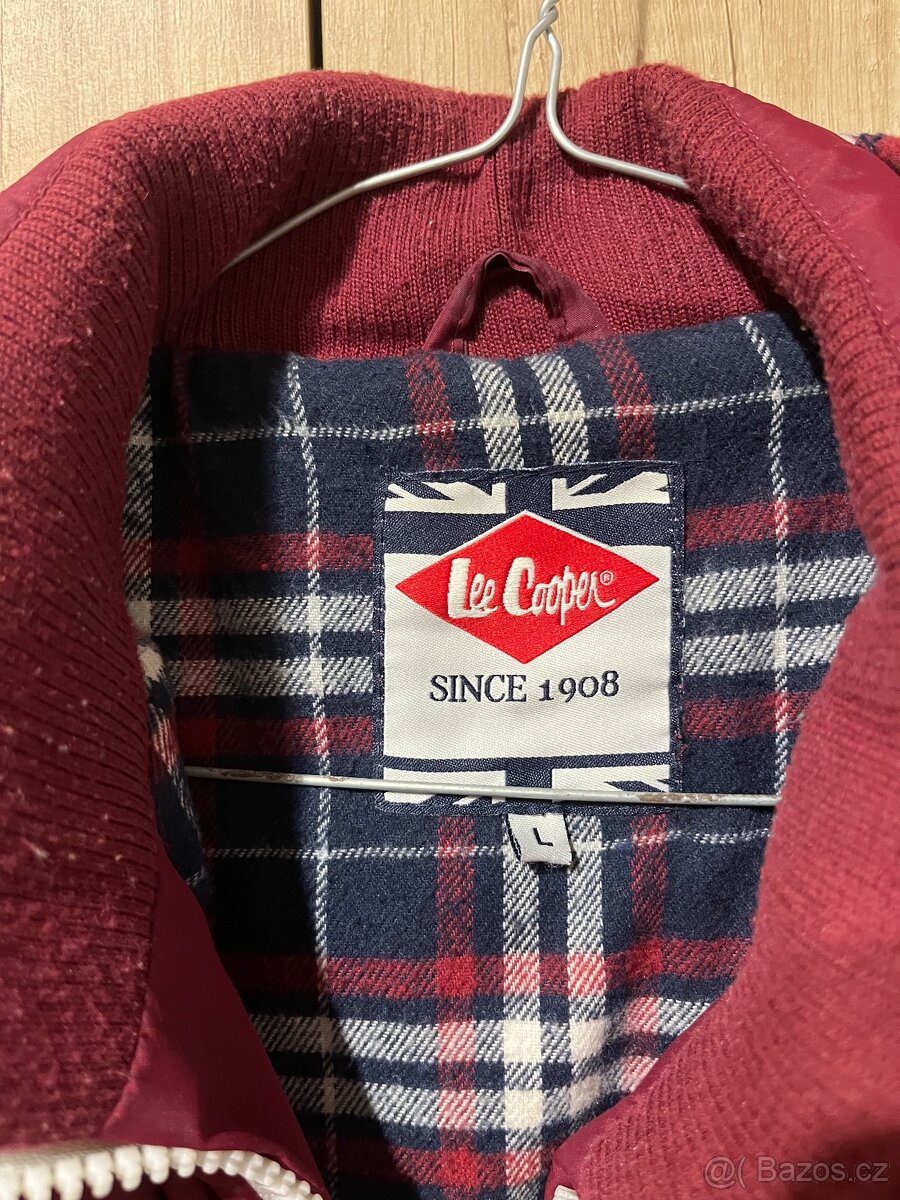 Lee Cooper®
SINCE 1908
L
@( Bazos.cz